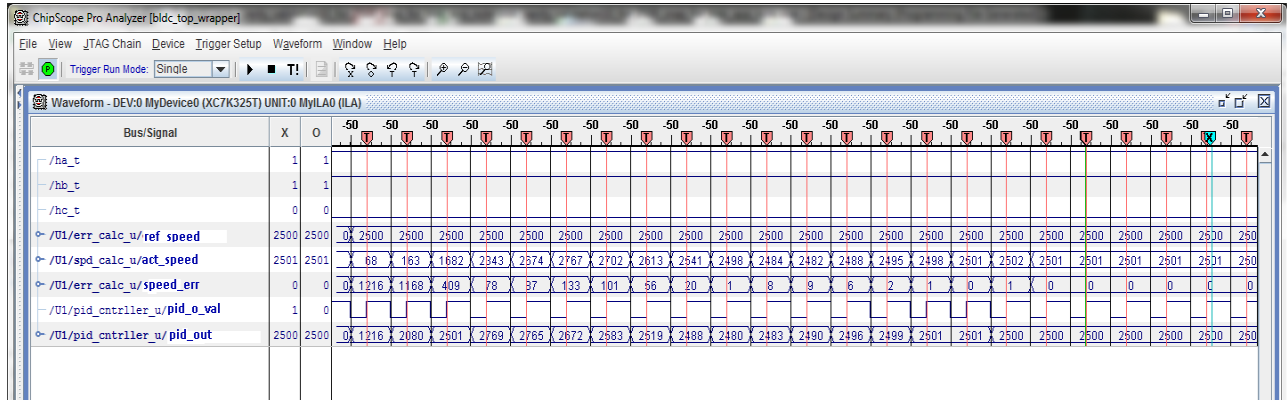 ChipScope Pro Analyzer [bldc_top_wrapper]
File View JTAG Chain Device Trigger Setup Waveform Window Help
Trigger Run Mode: Single T!
Waveform - DEV:0 MyDevice0 (XC7K325T) UNIT:0 MyILA0 (ILA)
Bus/Signal X O -50 -50 -50 -50 -50 -50 -50 -50 -50 -50 -50 -50 -50 -50 -50 -50 -50 -50 -50 -50 -50 -50 -50
T T T T T T T T T T T T T T T T T T T T T X T
/ha_t 1 1
/hb_t 1 1
/hc_t 0 0
/U1/err_calc_u/ref_speed 2500 2500 0 2500 2500 2500 2500 2500 2500 2500 2500 2500 2500 2500 2500 2500 2500 2500 2500 2500 2500 2500 2500 2500 2500 250
/U1/spd_calc_u/act_speed 2501 2501 68 163 1682 2343 2674 2767 2702 2613 2541 2498 2484 2482 2488 2495 2498 2501 2502 2501 2501 2501 2501 2501 250
/U1/err_calc_u/speed_err 0 0 0 1216 1168 409 78 87 133 101 56 20 1 8 9 6 2 1 0 1 0 0 0 0 0
/U1/pid_cntrller_u/pid_o_val 1 0
/U1/pid_cntrller_u/pid_out 2500 2500 0 1216 2080 2501 2769 2765 2672 2583 2519 2488 2480 2483 2490 2496 2499 2501 2501 2500 2500 2500 2500 2500 250